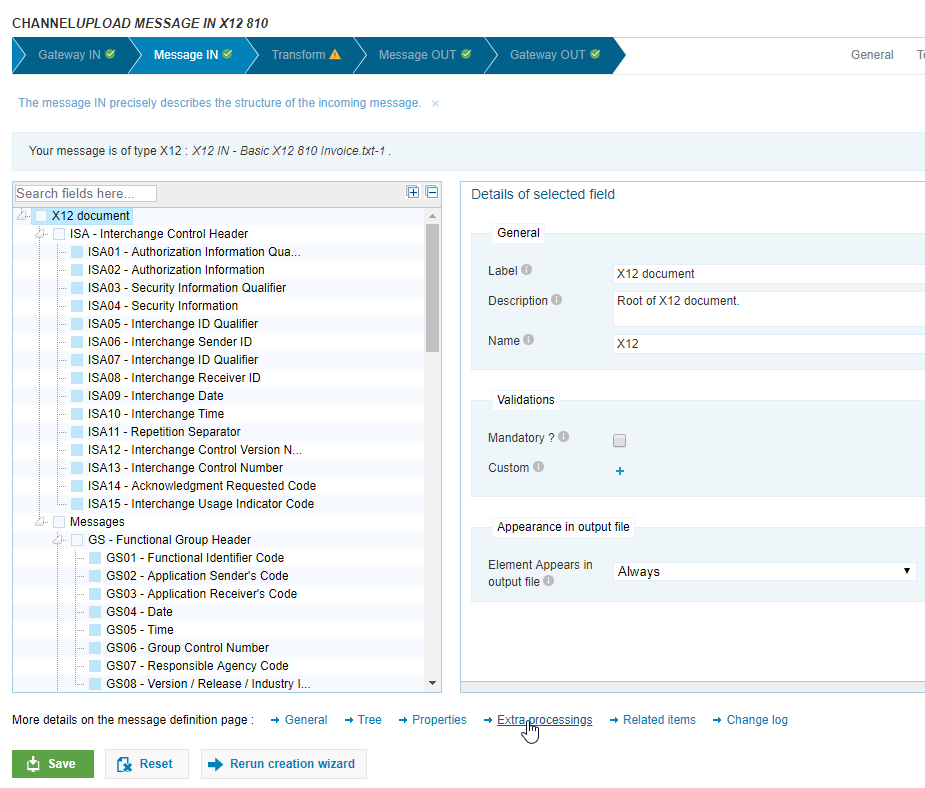 CHANNELUPLOAD MESSAGE IN X12 810
Gateway IN Message IN Transform Message OUT Gateway OUT General
The message IN precisely describes the structure of the incoming message. ×
Your message is of type X12 : X12 IN - Basic X12 810 Invoice.txt-1 .
Search fields here...
X12 document
ISA - Interchange Control Header
ISA01 - Authorization Information Qua...
ISA02 - Authorization Information
ISA03 - Security Information Qualifier
ISA04 - Security Information
ISA05 - Interchange ID Qualifier
ISA06 - Interchange Sender ID
ISA07 - Interchange ID Qualifier
ISA08 - Interchange Receiver ID
ISA09 - Interchange Date
ISA10 - Interchange Time
ISA11 - Repetition Separator
ISA12 - Interchange Control Version N...
ISA13 - Interchange Control Number
ISA14 - Acknowledgment Requested Code
ISA15 - Interchange Usage Indicator Code
Messages
GS - Functional Group Header
GS01 - Functional Identifier Code
GS02 - Application Sender's Code
GS03 - Application Receiver's Code
GS04 - Date
GS05 - Time
GS06 - Group Control Number
GS07 - Responsible Agency Code
GS08 - Version / Release / Industry I...
Details of selected field
General
Label X12 document
Description Root of X12 document.
Name X12
Validations
Mandatory ?
Custom +
Appearance in output file
Element Appears in
output file Always
More details on the message definition page : General Tree Properties Extra processings Related items Change log
Save Reset Rerun creation wizard